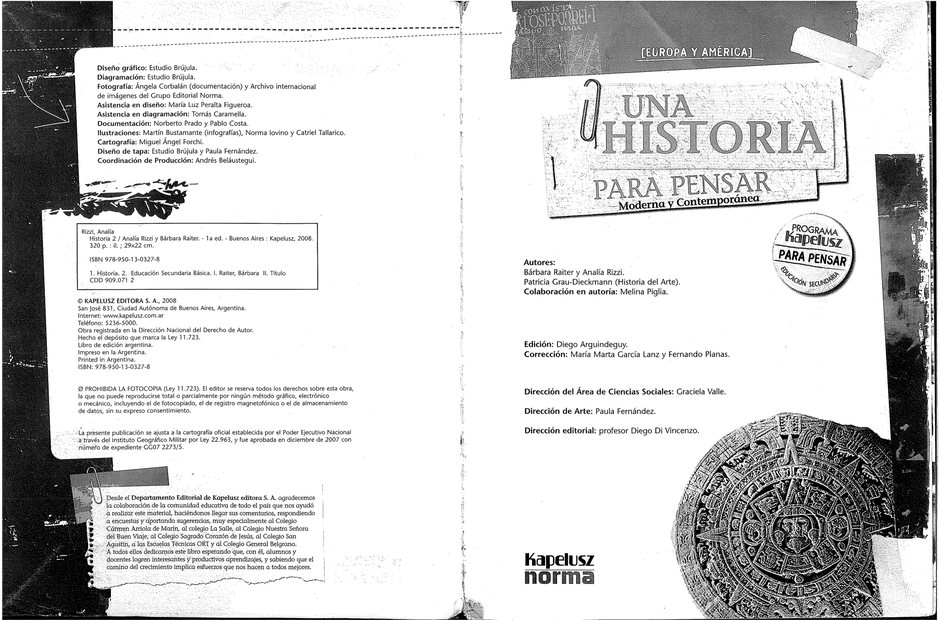 Diseño gráfico: Estudio Brújula.
Diagramación: Estudio Brújula.
Fotografía: Ángela Corbalán (documentación) y Archivo internacional
de imágenes del Grupo Editorial Norma.
Asistencia en diseño: María Luz Peralta Figueroa.
Asistencia en diagramación: Tomás Caramella.
Documentación: Norberto Prado y Pablo Costa.
Ilustraciones: Martín Bustamante (infografías), Norma Iovino y Catriel Tallarico.
Cartografía: Miguel Ángel Forchi.
Diseño de tapa: Estudio Brújula y Paula Fernández.
Coordinación de Producción: Andrés Beláustegui.
Rizzi, Analía
Historia 2 / Analía Rizzi y Bárbara Raiter. - 1a ed. - Buenos Aires : Kapelusz, 2008.
320 p. : il. ; 29x22 cm.
ISBN 978-950-13-0327-8
1. Historia. 2. Educación Secundaria Básica. I. Raiter, Bárbara II. Título
CDD 909.071 2
© KAPELUSZ EDITORA S. A., 2008
San José 831, Ciudad Autónoma de Buenos Aires, Argentina.
Internet: www.kapelusz.com.ar
Teléfono: 5236-5000.
Obra registrada en la Dirección Nacional del Derecho de Autor.
Hecho el depósito que marca la Ley 11.723.
Libro de edición argentina.
Impreso en la Argentina.
Printed in Argentina.
ISBN: 978-950-13-0327-8
Ø PROHIBIDA LA FOTOCOPIA (Ley 11.723). El editor se reserva todos los derechos sobre esta obra,
la que no puede reproducirse total o parcialmente por ningún método gráfico, electrónico
o mecánico, incluyendo el de fotocopiado, el de registro magnetofónico o el de almacenamiento
de datos, sin su expreso consentimiento.
La presente publicación se ajusta a la cartografía oficial establecida por el Poder Ejecutivo Nacional
a través del Instituto Geográfico Militar por Ley 22.963, y fue aprobada en diciembre de 2007 con
número de expediente GG07 2273/5.
Desde el Departamento Editorial de Kapelusz editora S. A. agradecemos
la colaboración de la comunidad educativa de todo el país que nos ayudó
a realizar este material, haciéndonos llegar sus comentarios, respondiendo
a encuestas y aportando sugerencias, muy especialmente al Colegio
Carmen Arriola de Marín, al colegio La Salle, al Colegio Nuestra Señora
del Buen Viaje, al Colegio Sagrado Corazón de Jesús, al Colegio San
Agustín, a las Escuelas Técnicas ORT y al Colegio General Belgrano.
A todos ellos dedicamos este libro esperando que, con él, alumnos y
docentes logren interesantes y productivos aprendizajes, y sabiendo que el
camino del crecimiento implica esfuerzos que nos hacen a todos mejores.
[EUROPA Y AMÉRICA]
UNA
HISTORIA
PARA PENSAR
Moderna y Contemporánea
PROGRAMA
Kapelusz
PARA PENSAR
EDUCACIÓN SECUNDARIA
Autores:
Bárbara Raiter y Analía Rizzi.
Patricia Grau-Dieckmann (Historia del Arte).
Colaboración en autoría: Melina Piglia.
Edición: Diego Arguindeguy.
Corrección: María Marta García Lanz y Fernando Planas.
Dirección del Área de Ciencias Sociales: Graciela Valle.
Dirección de Arte: Paula Fernández.
Dirección editorial: profesor Diego Di Vincenzo.
Kapelusz
norma